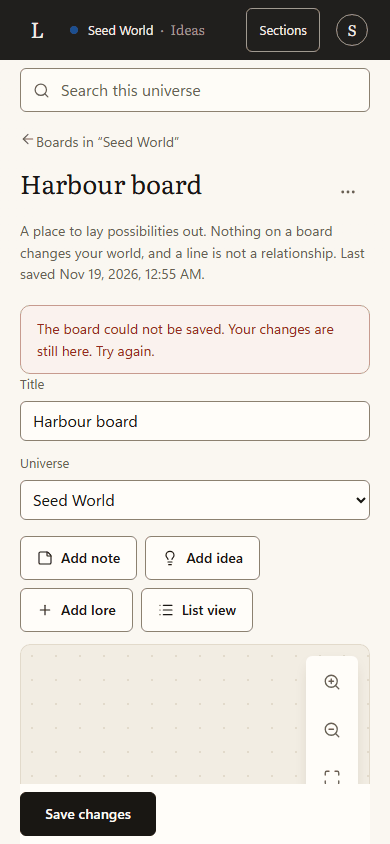 L
Seed World · Ideas
Sections
S
Search this universe
Boards in “Seed World”
Harbour board
A place to lay possibilities out. Nothing on a board
changes your world, and a line is not a relationship. Last
saved Nov 19, 2026, 12:55 AM.
The board could not be saved. Your changes are
still here. Try again.
Title
Harbour board
Universe
Seed World
Add note
Add idea
Add lore
List view
Save changes